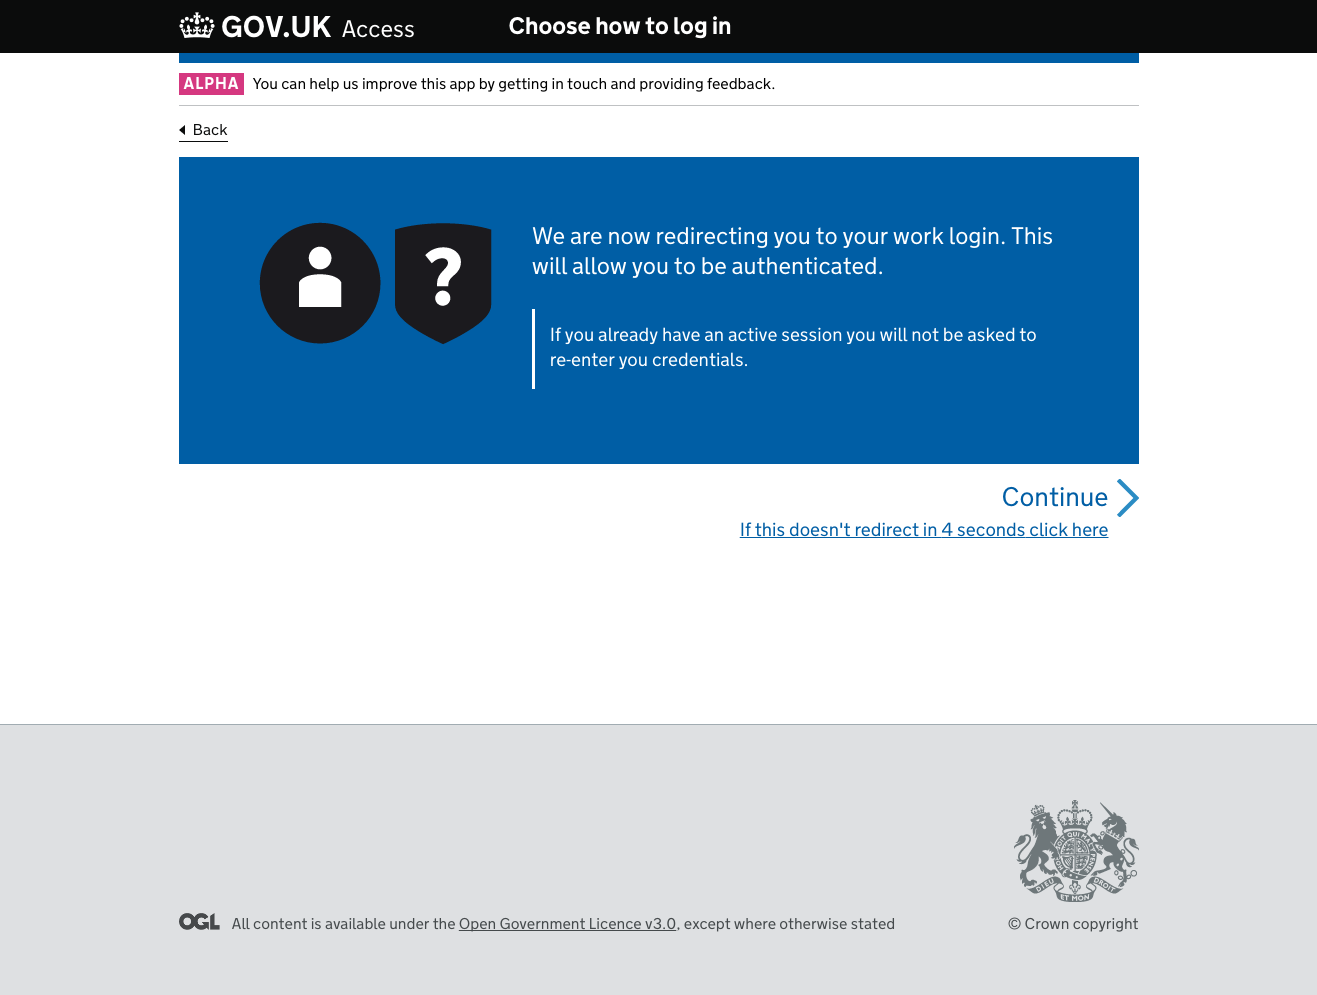 GOV.UK Access
Choose how to log in
ALPHA You can help us improve this app by getting in touch and providing feedback.
Back
?
We are now redirecting you to your work login. This
will allow you to be authenticated.
If you already have an active session you will not be asked to
re-enter you credentials.
Continue
If this doesn't redirect in 4 seconds click here
DIEU ET MON DROIT
OGL All content is available under the Open Government Licence v3.0, except where otherwise stated
© Crown copyright